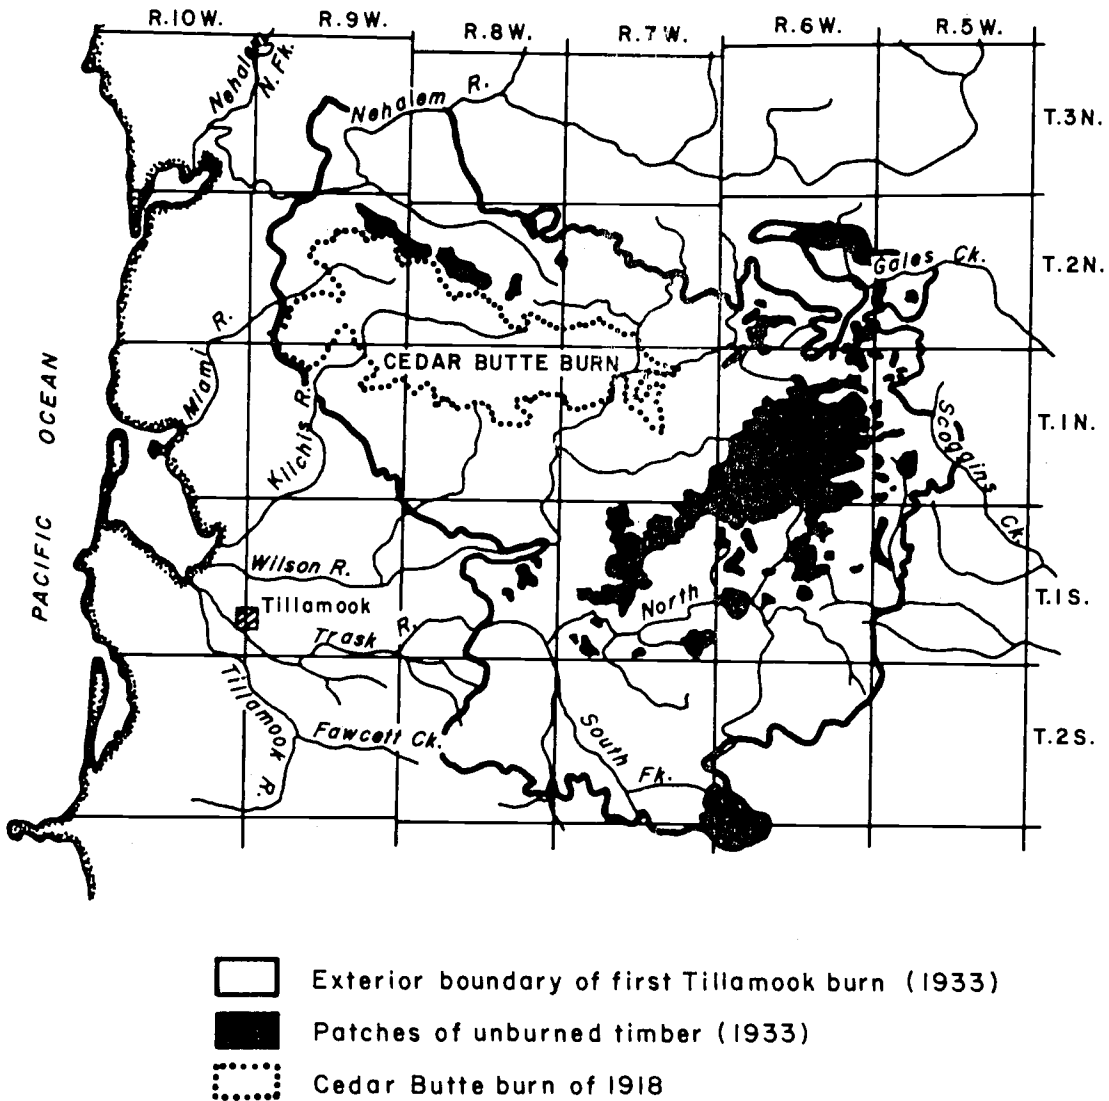 R.10W. R.9W. R.8W. R.7W. R.6W. R.5W.
Nehalem
N. Fk.
Nehalem R.
T.3N.
Gales Ck.
T.2N.
Miami R.
CEDAR BUTTE BURN
PACIFIC OCEAN
Kilchis R.
Scoggins Ck.
T.1N.
Wilson R.
Tillamook
North
T.1S.
Trask R.
Tillamook R.
Fawcett Ck.
South Fk.
T.2S.
Exterior boundary of first Tillamook burn (1933)
Patches of unburned timber (1933)
Cedar Butte burn of 1918